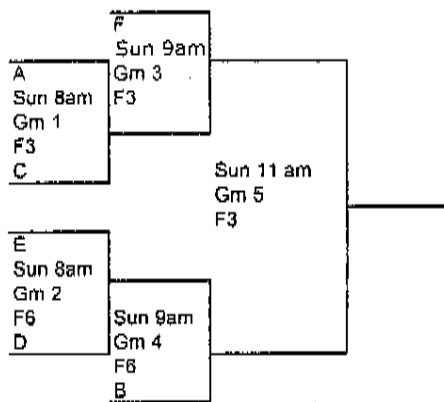 F
Sun 9am
Gm 3
F3
A
Sun 8am
Gm 1
F3
C
Sun 11 am
Gm 5
F3
E
Sun 8am
Gm 2
F6
D
Sun 9am
Gm 4
F6
B